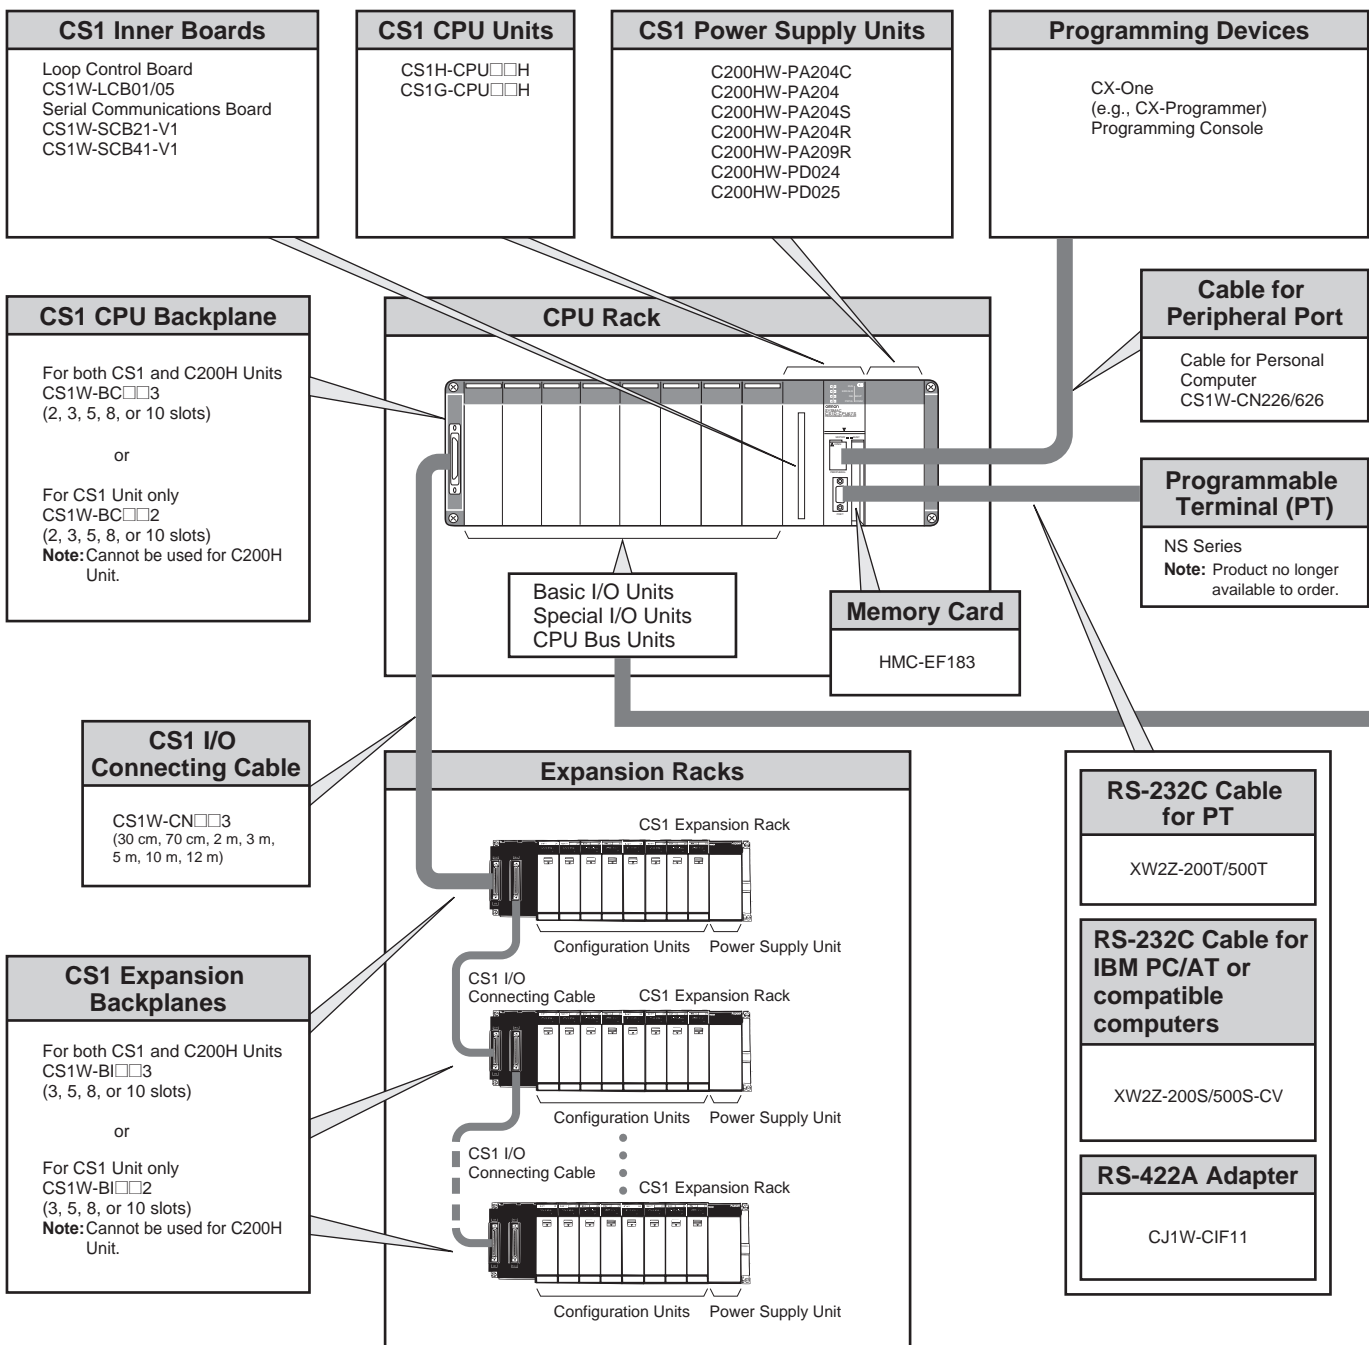 CS1 Inner Boards
Loop Control Board
CS1W-LCB01/05
Serial Communications Board
CS1W-SCB21-V1
CS1W-SCB41-V1
CS1 CPU Units
CS1H-CPU□□H
CS1G-CPU□□H
CS1 Power Supply Units
C200HW-PA204C
C200HW-PA204
C200HW-PA204S
C200HW-PA204R
C200HW-PA209R
C200HW-PD024
C200HW-PD025
Programming Devices
CX-One
(e.g., CX-Programmer)
Programming Console
CS1 CPU Backplane
For both CS1 and C200H Units
CS1W-BC□□3
(2, 3, 5, 8, or 10 slots)
or
For CS1 Unit only
CS1W-BC□□2
(2, 3, 5, 8, or 10 slots)
Note: Cannot be used for C200H
Unit.
CPU Rack
Basic I/O Units
Special I/O Units
CPU Bus Units
Memory Card
HMC-EF183
Cable for
Peripheral Port
Cable for Personal
Computer
CS1W-CN226/626
Programmable
Terminal (PT)
NS Series
Note: Product no longer
available to order.
CS1 I/O
Connecting Cable
CS1W-CN□□3
(30 cm, 70 cm, 2 m, 3 m,
5 m, 10 m, 12 m)
Expansion Racks
CS1 Expansion Rack
Configuration Units Power Supply Unit
CS1 I/O
Connecting Cable
CS1 Expansion Rack
Configuration Units Power Supply Unit
CS1 I/O
Connecting Cable
CS1 Expansion Rack
Configuration Units Power Supply Unit
CS1 Expansion
Backplanes
For both CS1 and C200H Units
CS1W-BI□□3
(3, 5, 8, or 10 slots)
or
For CS1 Unit only
CS1W-BI□□2
(3, 5, 8, or 10 slots)
Note: Cannot be used for C200H
Unit.
RS-232C Cable
for PT
XW2Z-200T/500T
RS-232C Cable for
IBM PC/AT or
compatible
computers
XW2Z-200S/500S-CV
RS-422A Adapter
CJ1W-CIF11